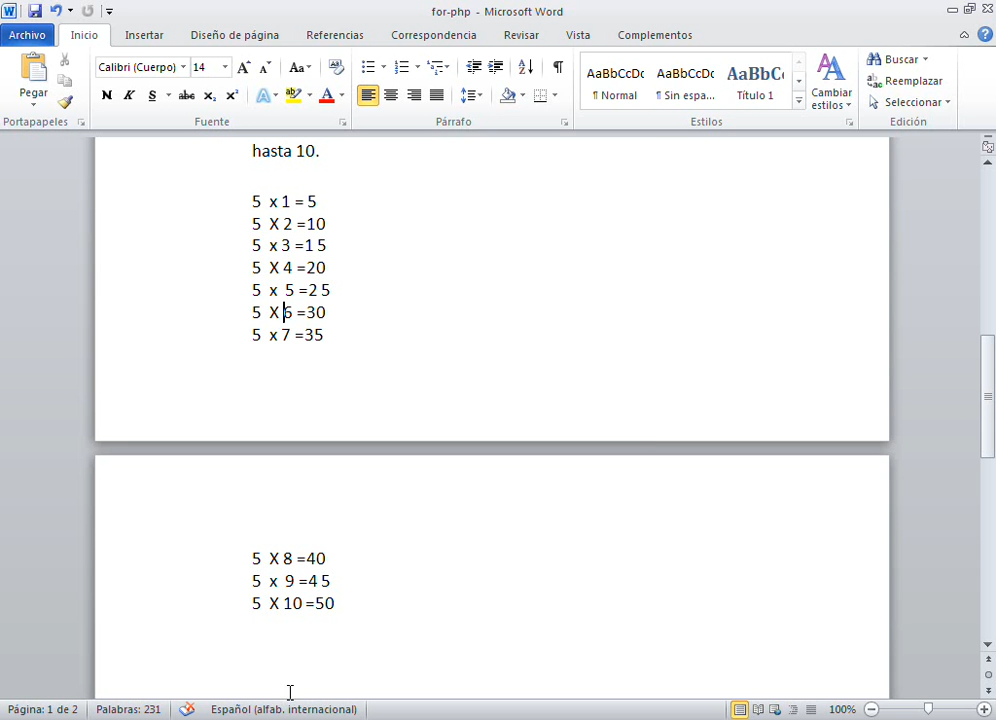 for-php - Microsoft Word
Archivo Inicio Insertar Diseño de página Referencias Correspondencia Revisar Vista Complementos
Pegar
Calibri (Cuerpo) 14
AaBbCcDc AaBbCcDc AaBbC
¶ Normal ¶ Sin espa... Título 1
Cambiar estilos
Buscar
Reemplazar
Seleccionar
Portapapeles Fuente Párrafo Estilos Edición
hasta 10.
5 x 1 = 5
5 X 2 =10
5 x 3 =1 5
5 X 4 =20
5 x 5 =2 5
5 X 6 =30
5 x 7 =35
5 X 8 =40
5 x 9 =4 5
5 X 10 =50
Página: 1 de 2 Palabras: 231 Español (alfab. internacional) 100%